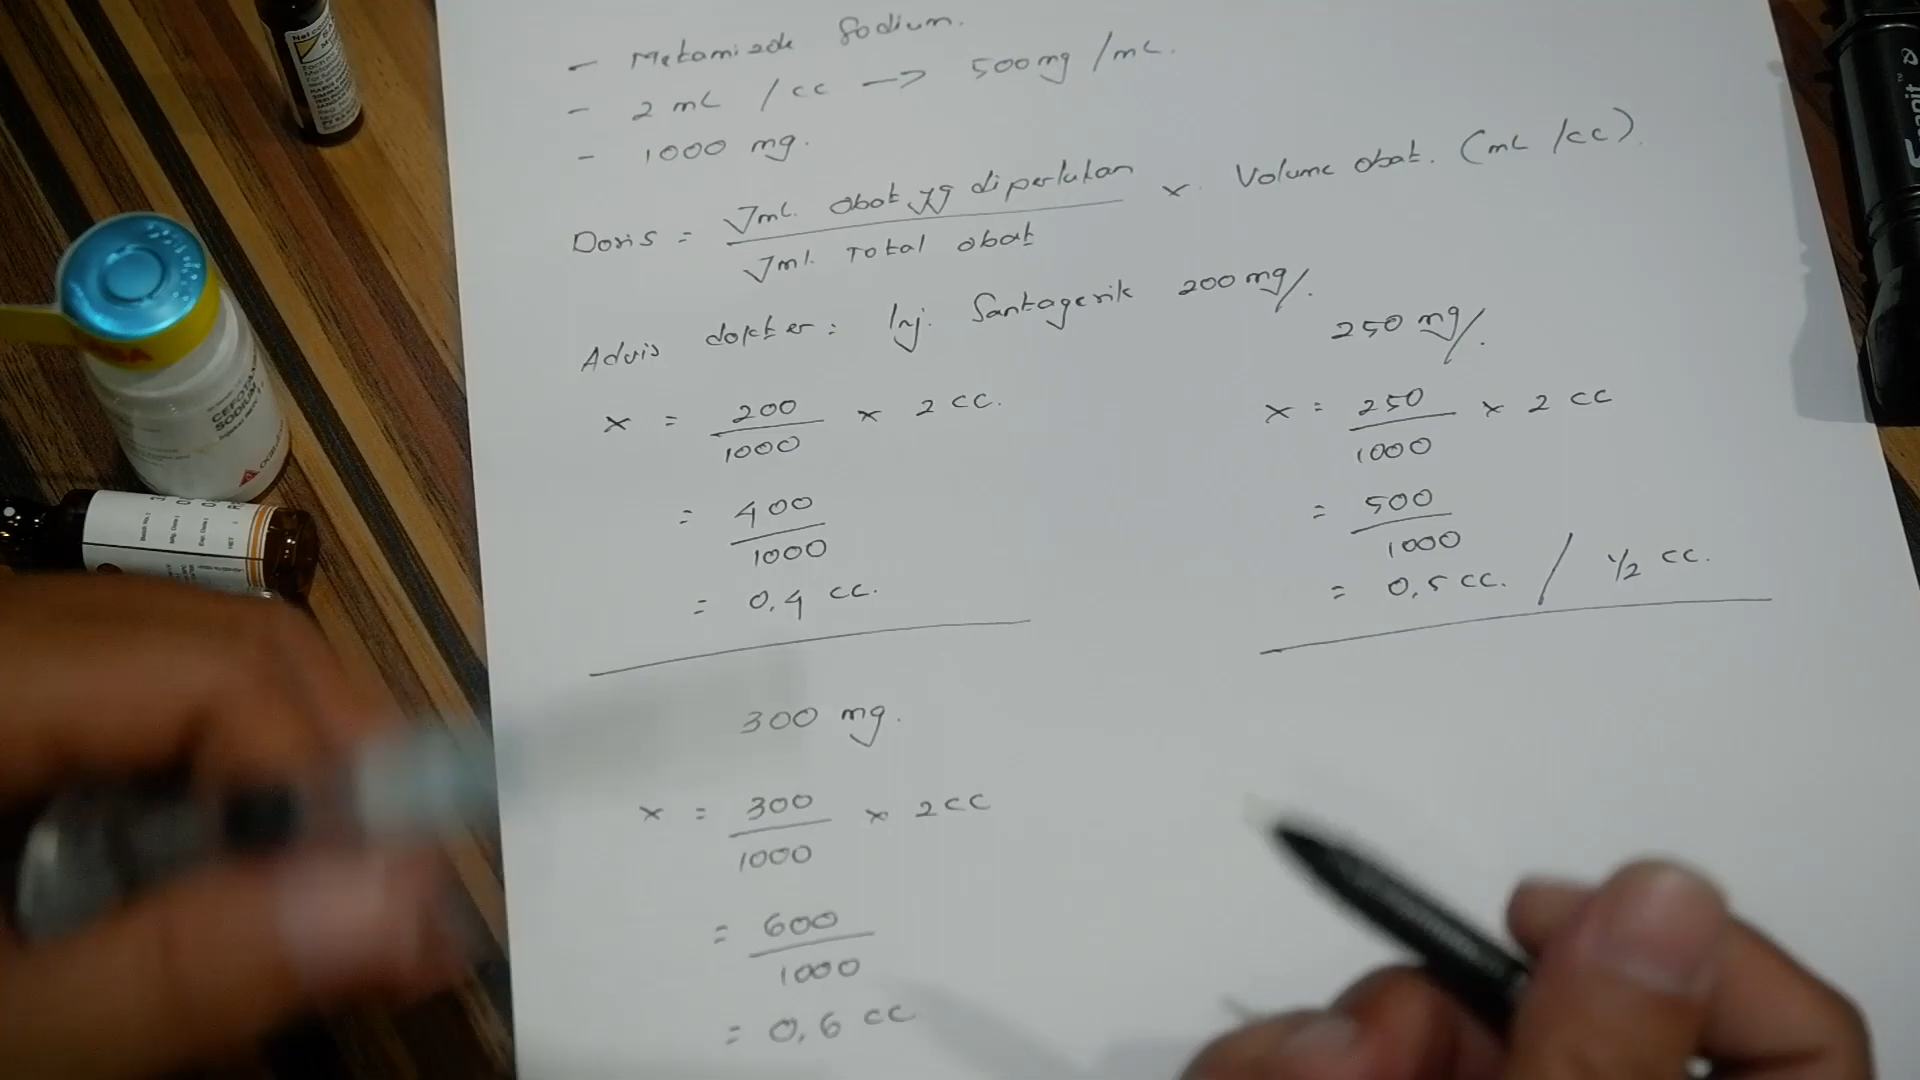 - Metamizole Sodium.
- 2 mL / cc -> 500 mg / mL.
- 1000 mg.
Dosis = Jml. obat yg diperlukan / Jml. Total obat x Volume obat. (mL / cc).
Advis dokter : Inj. Santagesik 200 mg/.
x = 200/1000 x 2 cc.
= 400/1000
= 0,4 cc.
250 mg/.
x = 250/1000 x 2 cc
= 500/1000
= 0,5 cc. / 1/2 cc.
300 mg.
x = 300/1000 x 2 cc
= 600/1000
= 0,6 cc
SODIUM